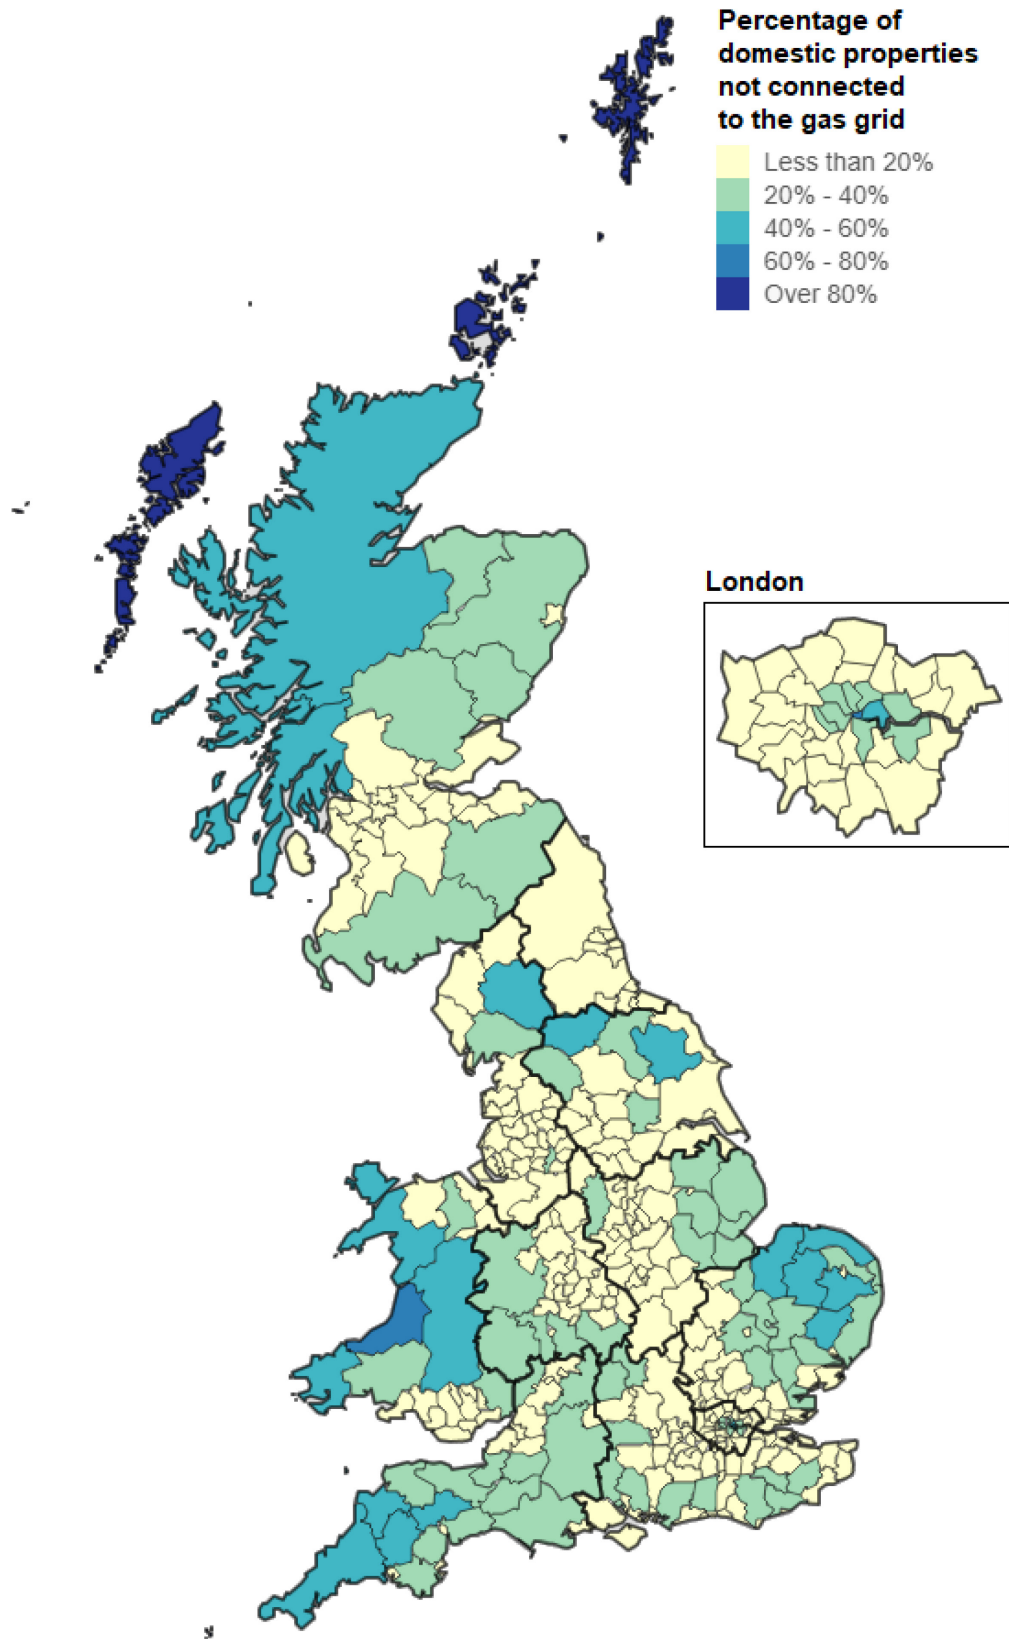 Percentage of
domestic properties
not connected
to the gas grid
Less than 20%
20% - 40%
40% - 60%
60% - 80%
Over 80%
London